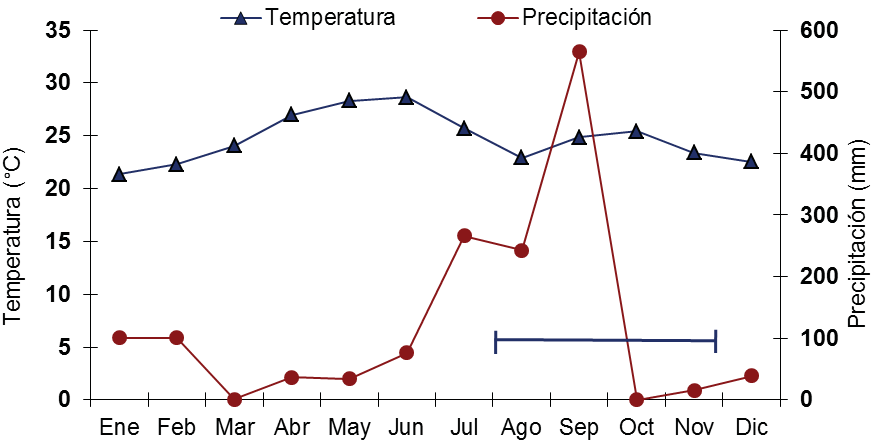 Temperatura Precipitación
35 600
30 500
25 400
20 300
15
10 200
5 100
0 0
Temperatura (°C)
Precipitación (mm)
Ene Feb Mar Abr May Jun Jul Ago Sep Oct Nov Dic